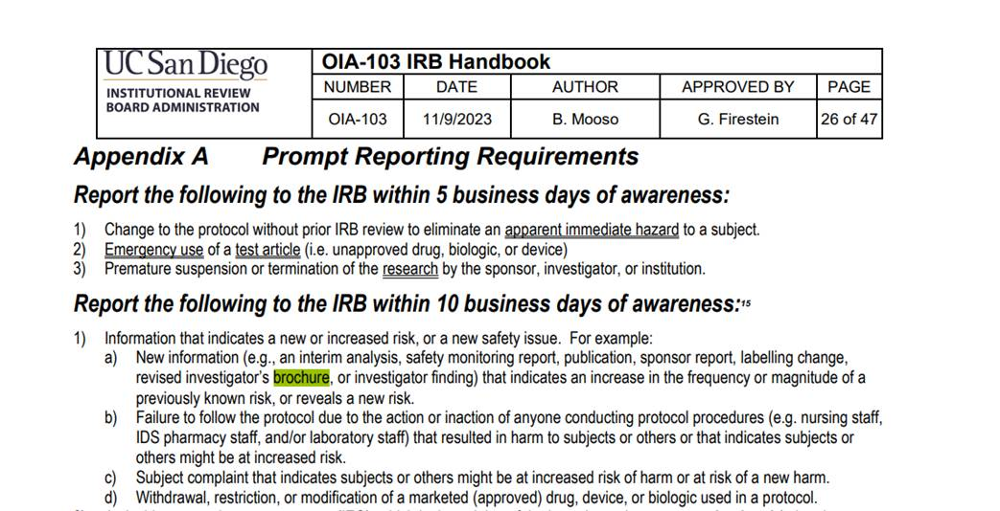 UC San Diego
INSTITUTIONAL REVIEW
BOARD ADMINISTRATION
OIA-103 IRB Handbook
NUMBER DATE AUTHOR APPROVED BY PAGE
OIA-103 11/9/2023 B. Mooso G. Firestein 26 of 47
Appendix A Prompt Reporting Requirements
Report the following to the IRB within 5 business days of awareness:
1) Change to the protocol without prior IRB review to eliminate an apparent immediate hazard to a subject.
2) Emergency use of a test article (i.e. unapproved drug, biologic, or device)
3) Premature suspension or termination of the research by the sponsor, investigator, or institution.
Report the following to the IRB within 10 business days of awareness:15
1) Information that indicates a new or increased risk, or a new safety issue. For example:
a) New information (e.g., an interim analysis, safety monitoring report, publication, sponsor report, labelling change,
revised investigator's brochure, or investigator finding) that indicates an increase in the frequency or magnitude of a
previously known risk, or reveals a new risk.
b) Failure to follow the protocol due to the action or inaction of anyone conducting protocol procedures (e.g. nursing staff,
IDS pharmacy staff, and/or laboratory staff) that resulted in harm to subjects or others or that indicates subjects or
others might be at increased risk.
c) Subject complaint that indicates subjects or others might be at increased risk of harm or at risk of a new harm.
d) Withdrawal, restriction, or modification of a marketed (approved) drug, device, or biologic used in a protocol.